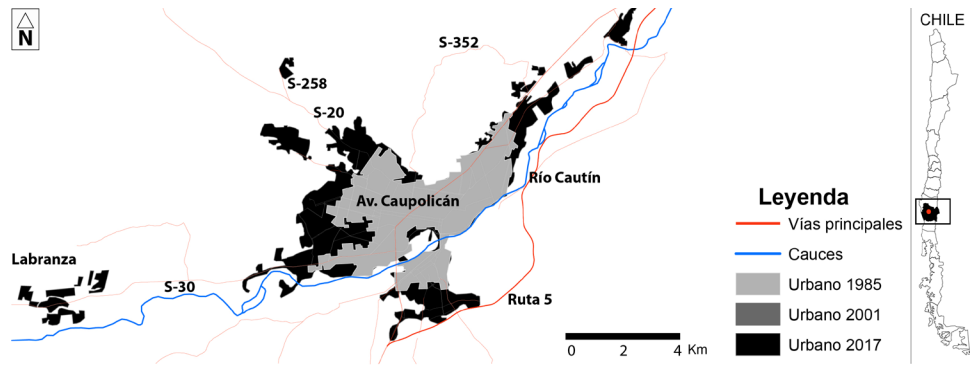 N
S-352
S-258
S-20
Río Cautín
Av. Caupolicán
Labranza
S-30
Ruta 5
0 2 4 Km
Leyenda
Vías principales
Cauces
Urbano 1985
Urbano 2001
Urbano 2017
CHILE